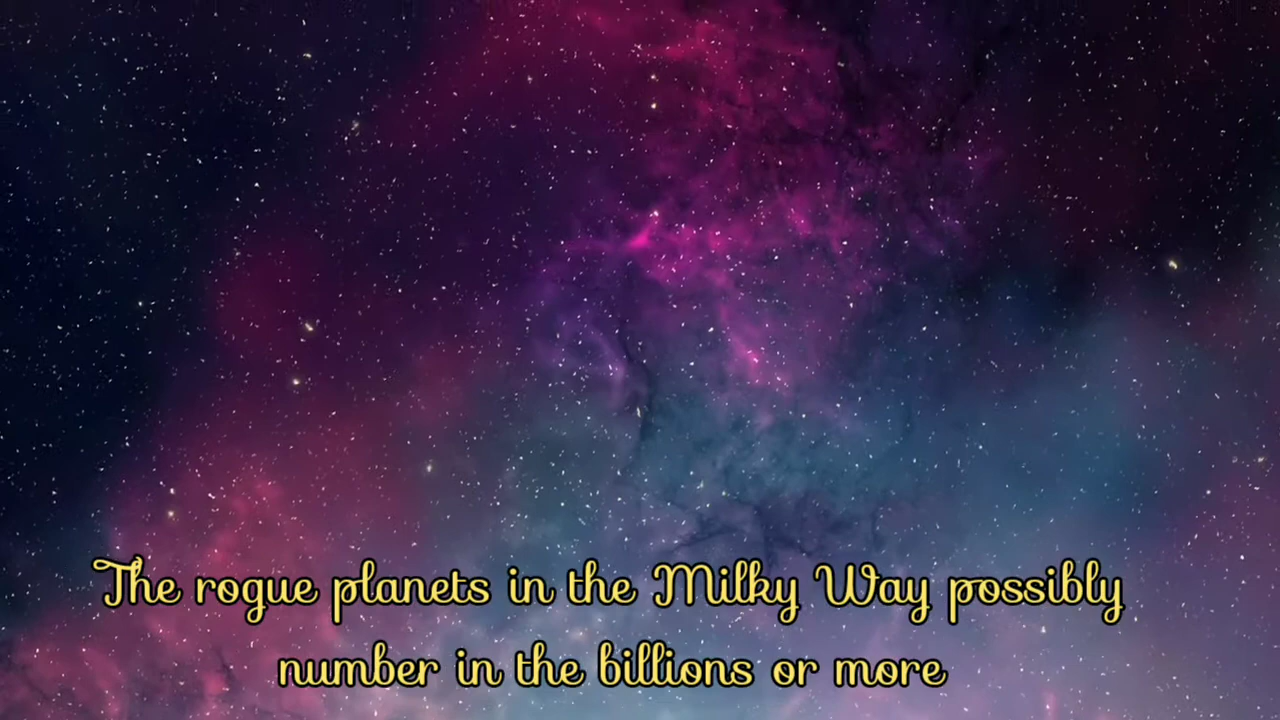 The rogue planets in the Milky Way possibly
number in the billions or more